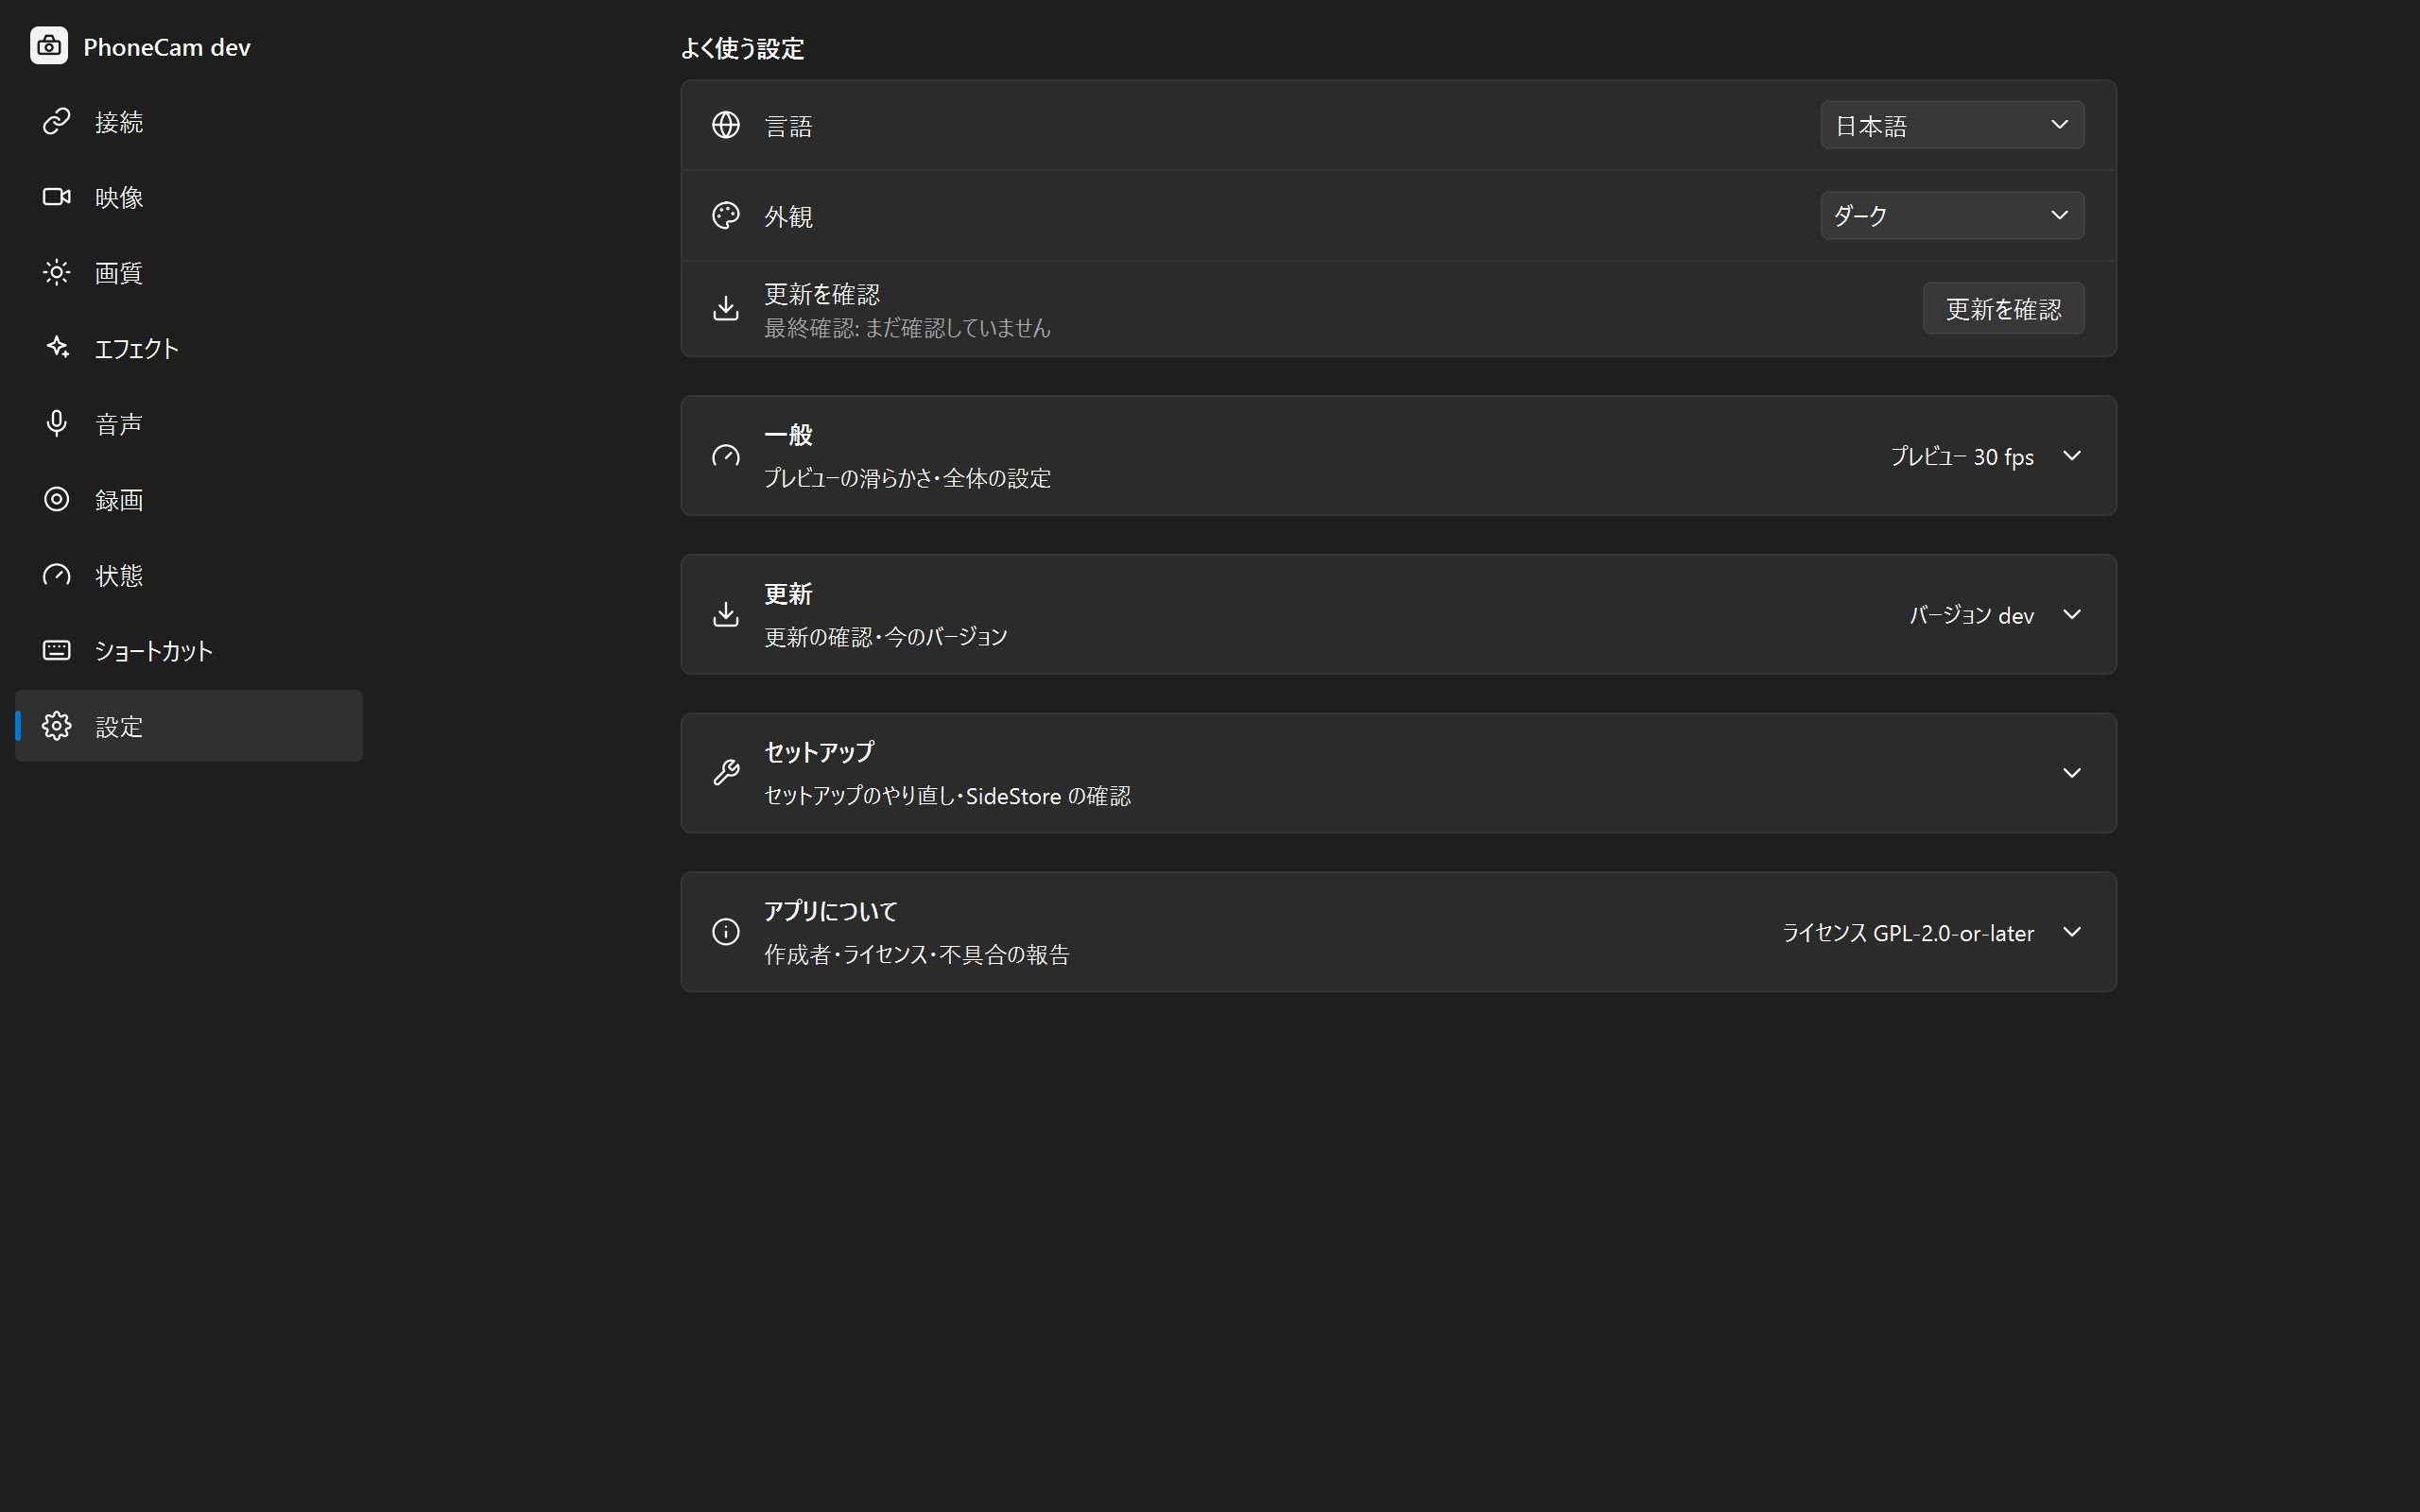 PhoneCam dev
接続
映像
画質
エフェクト
音声
録画
状態
ショートカット
設定
よく使う設定
言語
日本語
外観
ダーク
更新を確認
最終確認: まだ確認していません
更新を確認
一般
プレビューの滑らかさ・全体の設定
プレビュー 30 fps
更新
更新の確認・今のバージョン
バージョン dev
セットアップ
セットアップのやり直し・SideStore の確認
アプリについて
作成者・ライセンス・不具合の報告
ライセンス GPL-2.0-or-later